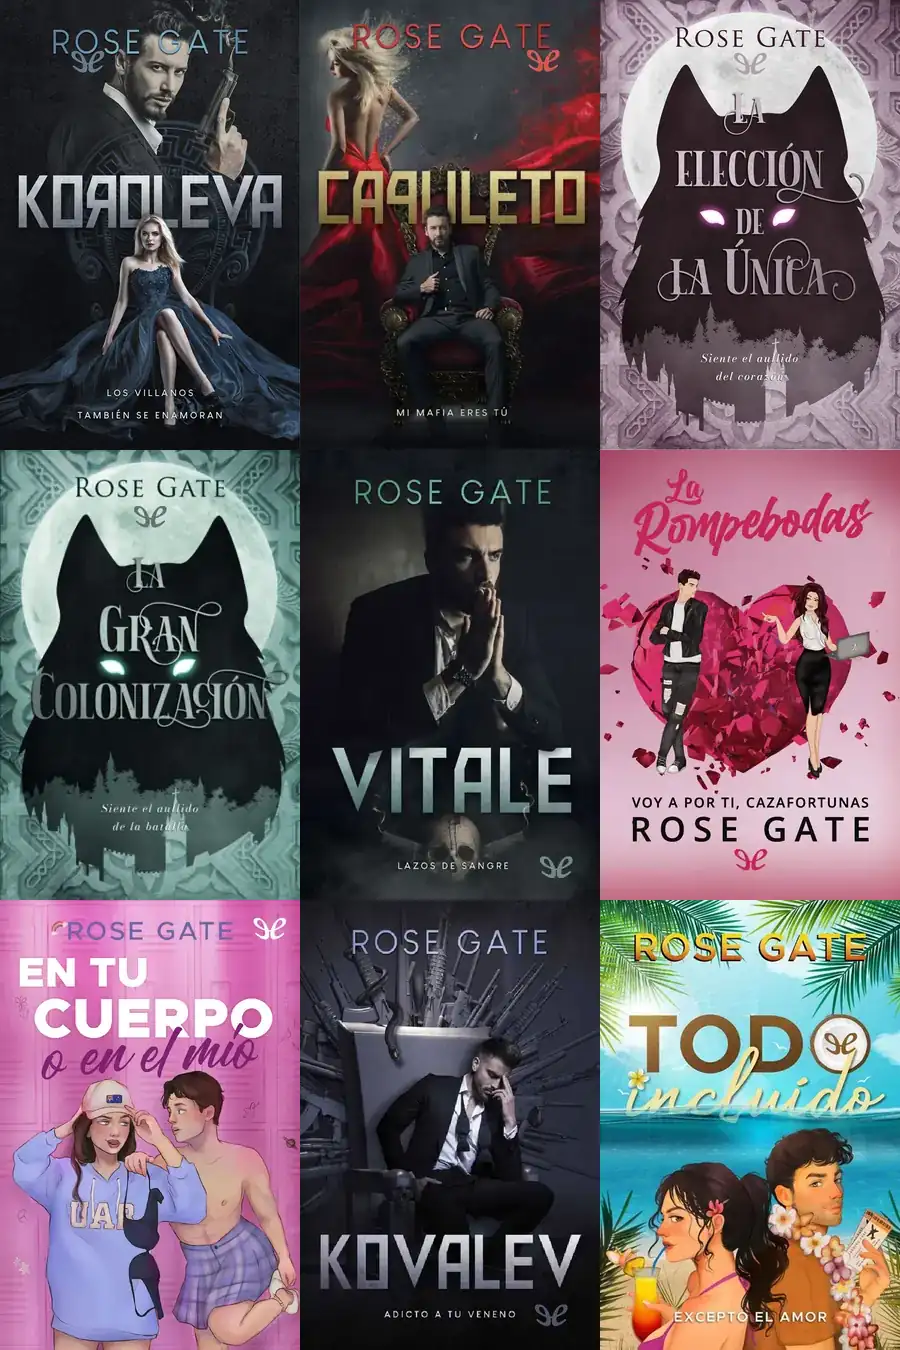 ROSE GATE
KOROLEVA
LOS VILLANOS
TAMBIÉN SE ENAMORAN
ROSE GATE
CAPULETO
MI MAFIA ERES TÚ
ROSE GATE
LA
ELECCIÓN
DE
LA ÚNICA
Siente el aullido
del corazón
ROSE GATE
LA
GRAN
COLONIZACIÓN
Siente el aullido
de la batalla
ROSE GATE
VITALE
LAZOS DE SANGRE
La
Rompebodas
VOY A POR TI, CAZAFORTUNAS
ROSE GATE
ROSE GATE
EN TU
CUERPO
o en el mío
UAP
ROSE GATE
KOVALEV
ADICTO A TU VENENO
ROSE GATE
TODO
incluido
EXCEPTO EL AMOR